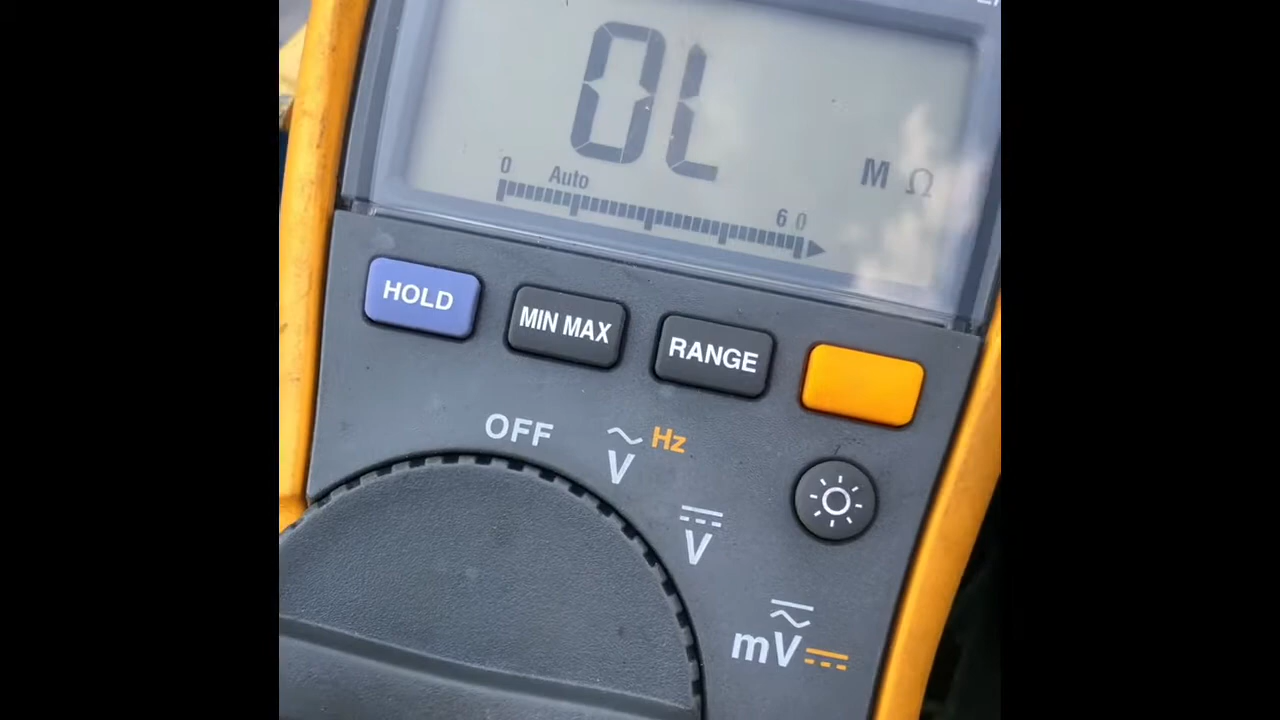 OL
M Ω
0 Auto 60
HOLD
MIN MAX
RANGE
OFF
V Hz
V
mV